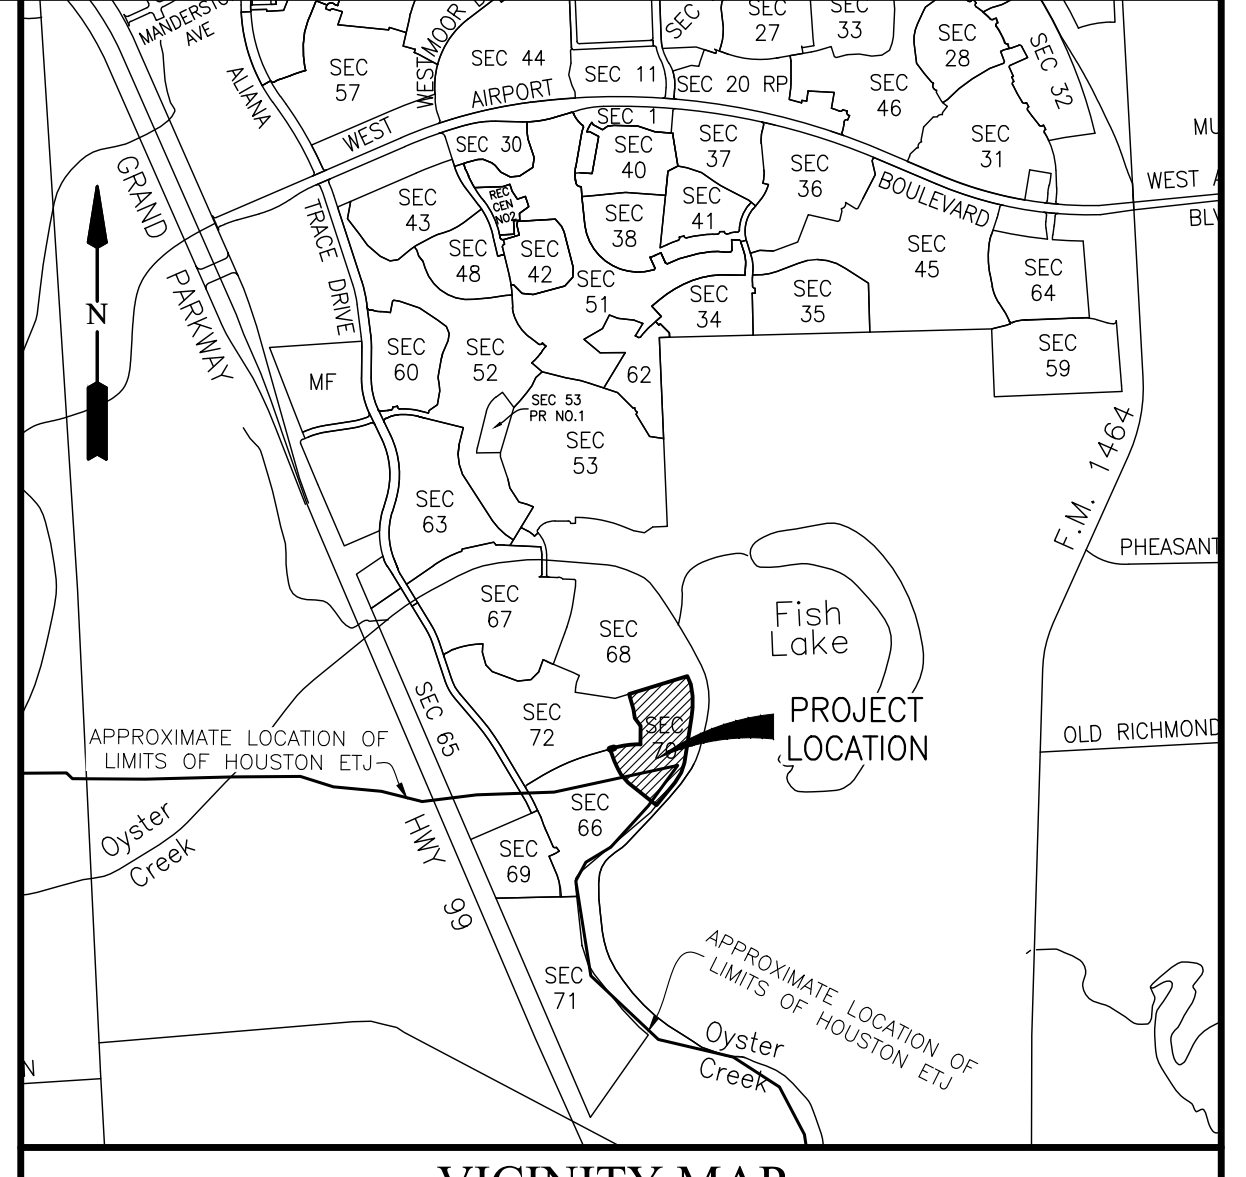 MANDERSTO
AVE
SEC
57
WEST
MOOR
SEC 44
SEC
SEC
27
SEC
33
SEC
28
SEC 32
ALIANA
SEC 11
SEC 20 RP
SEC
46
AIRPORT
WEST
SEC 1
SEC 30
SEC
40
SEC
37
SEC
36
SEC
31
MU
WEST A
BLV
BOULEVARD
GRAND
PARKWAY
TRACE DRIVE
REC
CEN
NO2
SEC
43
SEC
48
SEC
42
SEC
38
SEC
41
SEC
51
SEC
45
SEC
64
SEC
34
SEC
35
N
SEC
60
SEC
52
62
SEC
59
MF
SEC 53
PR NO.1
SEC
53
F.M. 1464
SEC
63
PHEASANT
SEC
67
SEC
68
Fish
Lake
SEC 65
SEC
72
SEC
70
PROJECT
LOCATION
OLD RICHMOND
APPROXIMATE LOCATION OF
LIMITS OF HOUSTON ETJ
Oyster
Creek
SEC
66
SEC
69
HWY 99
SEC
71
APPROXIMATE LOCATION OF
LIMITS OF HOUSTON ETJ
Oyster
Creek
N
VICINITY MAP